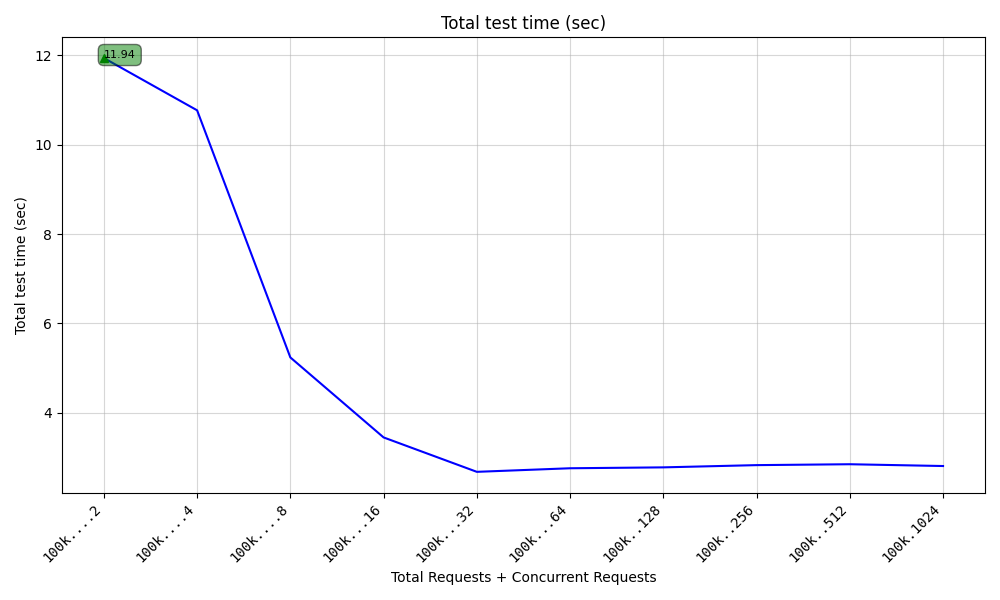 Total test time (sec)
Total test time (sec)
12
10
8
6
4
11.94
100k....2
100k....4
100k....8
100k...16
100k...32
100k...64
100k..128
100k..256
100k..512
100k.1024
Total Requests + Concurrent Requests